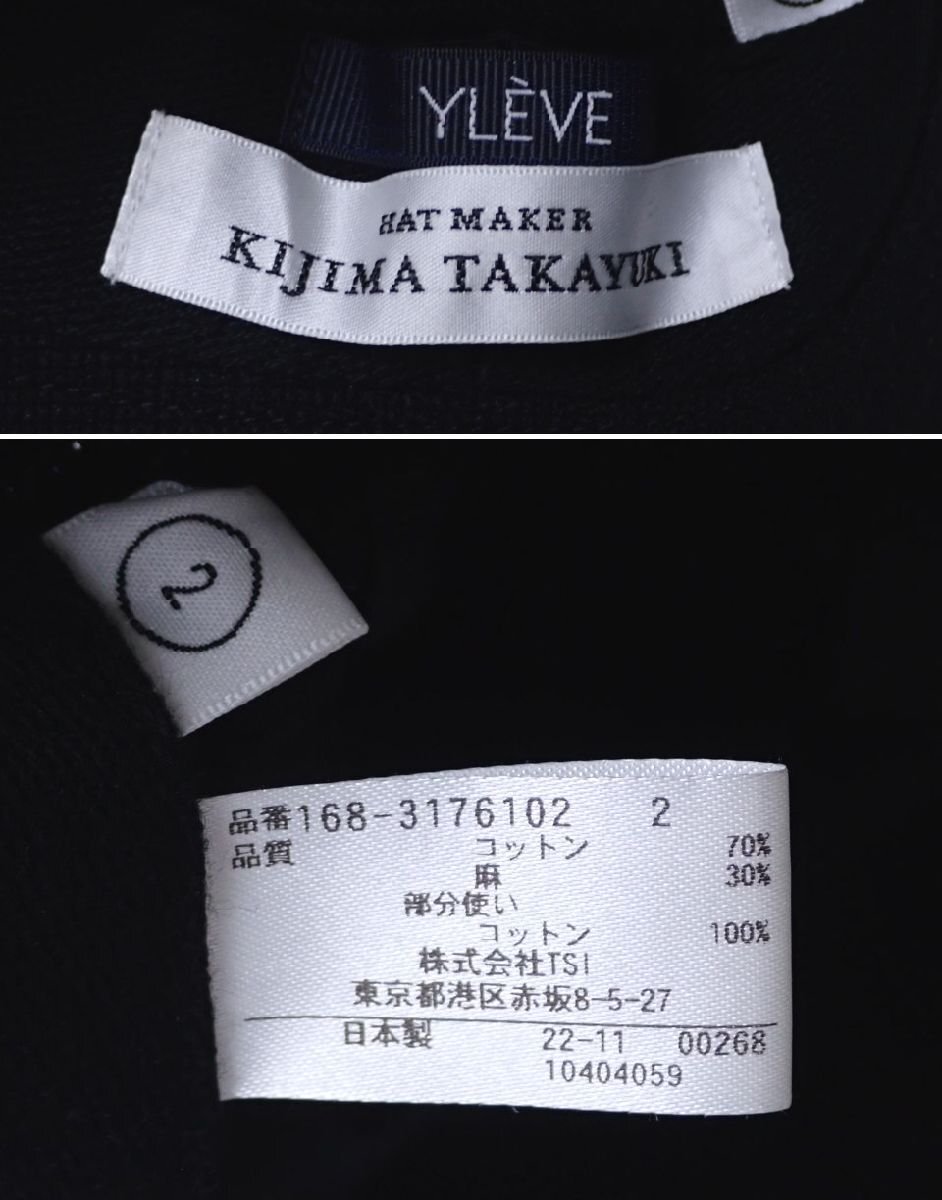 YLÈVE
HAT MAKER
KIJIMA TAKAYUKI
2
品番168-3176102 2
品質 コットン 70%
麻 30%
部分使い
コットン 100%
株式会社TSI
東京都港区赤坂8-5-27
日本製 22-11 00268
10404059